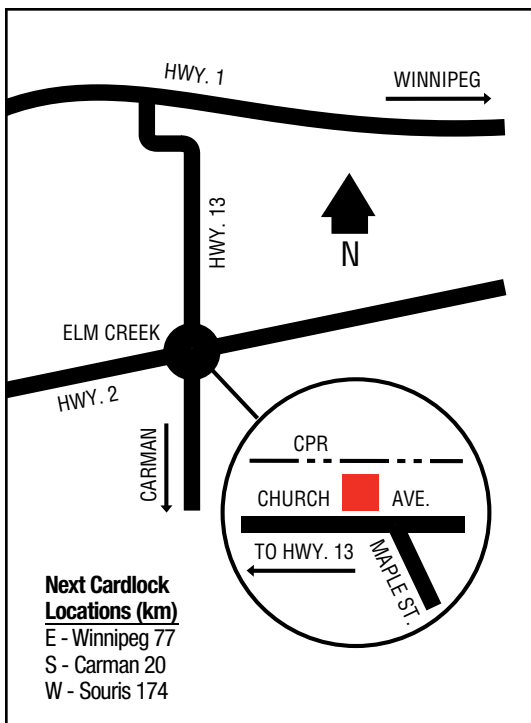 HWY. 1
WINNIPEG
HWY. 13
N
ELM CREEK
HWY. 2
CARMAN
CPR
CHURCH AVE.
TO HWY. 13
MAPLE ST.
Next Cardlock
Locations (km)
E - Winnipeg 77
S - Carman 20
W - Souris 174